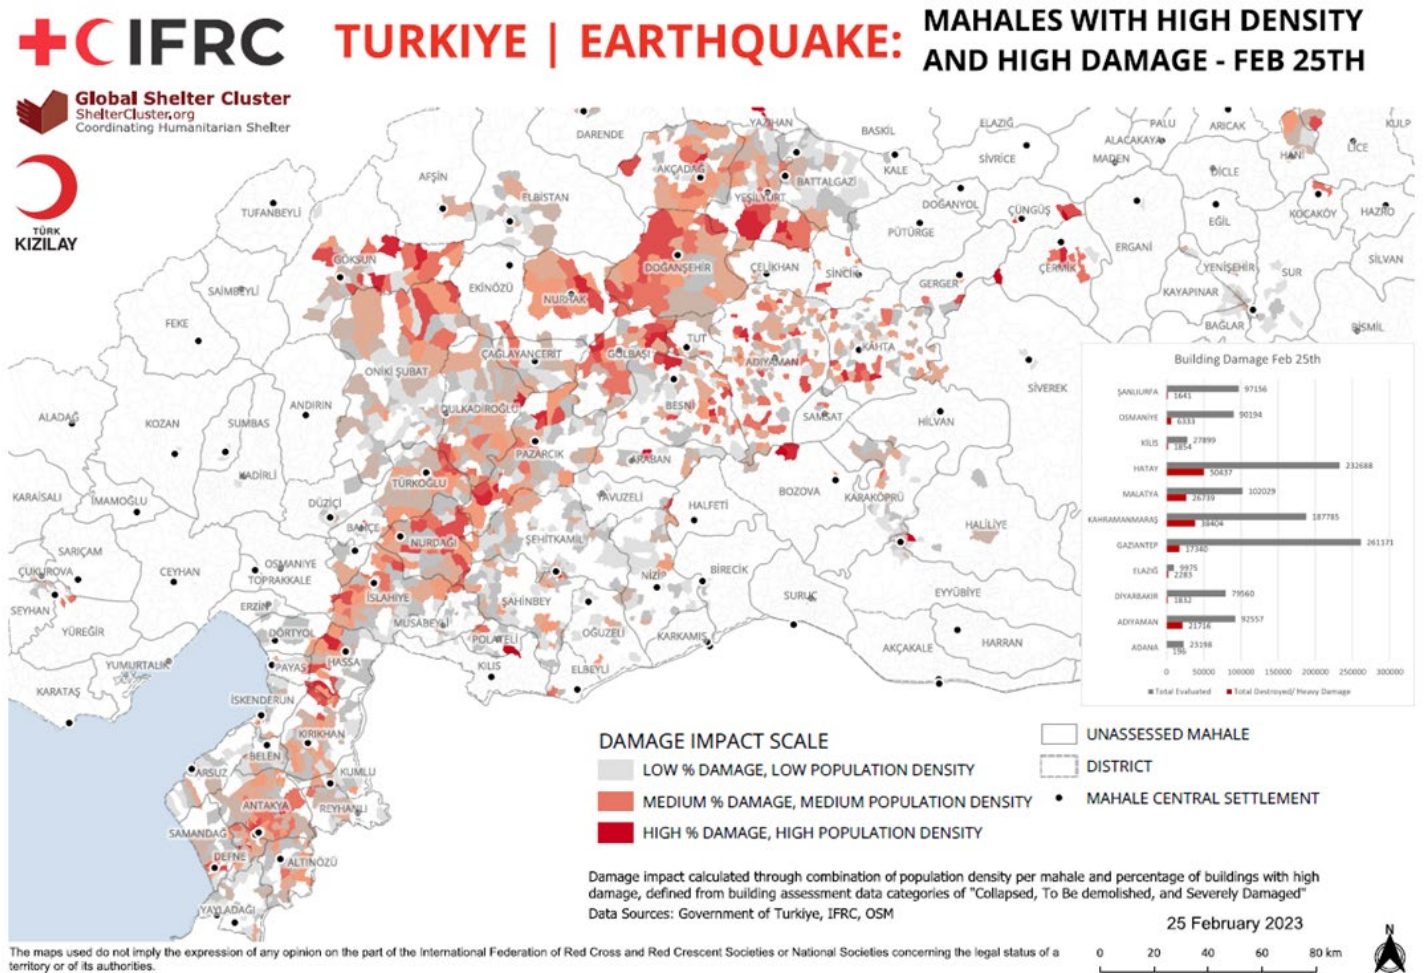 IFRC
TURKIYE | EARTHQUAKE:
MAHALES WITH HIGH DENSITY
AND HIGH DAMAGE - FEB 25TH
Global Shelter Cluster
ShelterCluster.org
Coordinating Humanitarian Shelter
TÜRK
KIZILAY
DARENDE
YAZIHAN
BASKİL
ELAZIĞ
PALU
ARICAK
KULP
ALACAKAYA
SİVRİCE
MADEN
HANİ
LİCE
AFŞİN
AKÇADAĞ
BATTALGAZİ
KALE
DİCLE
ELBİSTAN
YEŞİLYURT
DOĞANYOL
ÇÜNGÜŞ
KOCAKÖY
HAZRO
TUFANBEYLİ
PÜTÜRGE
EĞİL
ERGANİ
GÖKSUN
DOĞANŞEHİR
ÇELİKHAN
SİNCİK
ÇERMİK
YENİŞEHİR
SUR
SİLVAN
SAİMBEYLİ
EKİNÖZÜ
NURHAK
GERGER
KAYAPINAR
FEKE
BAĞLAR
BİSMİL
ÇAĞLAYANCERİT
GÖLBAŞI
TUT
ADIYAMAN
KAHTA
ONİKİ ŞUBAT
SİVEREK
ALADAĞ
KOZAN
SUMBAS
ANDIRIN
DULKADİROĞLU
BESNİ
SAMSAT
HİLVAN
PAZARCIK
ARABAN
KADİRLİ
TÜRKOĞLU
KARAİSALI
İMAMOĞLU
DÜZİÇİ
YAVUZELİ
HALFETİ
BOZOVA
KARAKÖPRÜ
HALİLİYE
BAHÇE
NURDAĞI
ŞEHİTKAMİL
SARIÇAM
ÇUKUROVA
CEYHAN
OSMANIYE
TOPRAKKALE
NİZİP
BİRECİK
SEYHAN
ERZİN
İSLAHİYE
ŞAHİNBEY
SURUÇ
EYYÜBİYE
YÜREĞİR
DÖRTYOL
MUSABEYLİ
POLATELİ
OĞUZELİ
KARKAMIŞ
HARRAN
AKÇAKALE
YUMURTALIK
PAYAS
HASSA
KILIS
ELBEYLİ
KARATAŞ
İSKENDERUN
KIRIKHAN
BELEN
ARSUZ
KUMLU
ANTAKYA
REYHANLI
SAMANDAĞ
DEFNE
ALTINÖZÜ
YAYLADAĞI
Building Damage Feb 25th
ŞANLIURFA 97156
1641
OSMANİYE 90194
6333
KİLİS 27899
1854
HATAY 232688
50437
MALATYA 102029
26739
KAHRAMANMARAŞ 187785
38404
GAZİANTEP 261371
17340
ELAZIĞ 9975
2283
DİYARBAKIR 79560
1832
ADIYAMAN 92557
21716
ADANA 23198
196
0 50000 100000 150000 200000 250000 300000
Total Evaluated Total Destroyed/ Heavy Damage
DAMAGE IMPACT SCALE
LOW % DAMAGE, LOW POPULATION DENSITY
MEDIUM % DAMAGE, MEDIUM POPULATION DENSITY
HIGH % DAMAGE, HIGH POPULATION DENSITY
UNASSESSED MAHALE
DISTRICT
MAHALE CENTRAL SETTLEMENT
Damage impact calculated through combination of population density per mahale and percentage of buildings with high
damage, defined from building assessment data categories of "Collapsed, To Be demolished, and Severely Damaged"
Data Sources: Government of Turkiye, IFRC, OSM
25 February 2023
0 20 40 60 80 km
N
The maps used do not imply the expression of any opinion on the part of the International Federation of Red Cross and Red Crescent Societies or National Societies concerning the legal status of a
territory or of its authorities.